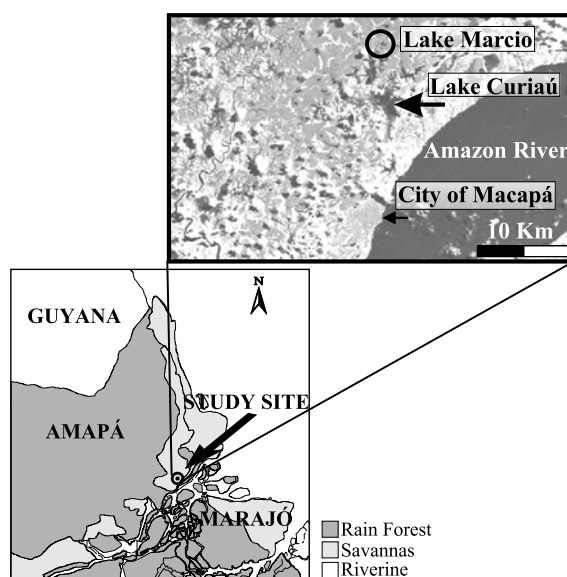 Lake Marcio
Lake Curiaú
Amazon River
City of Macapá
10 Km
N
GUYANA
STUDY SITE
AMAPÁ
MARAJÓ
Rain Forest
Savannas
Riverine